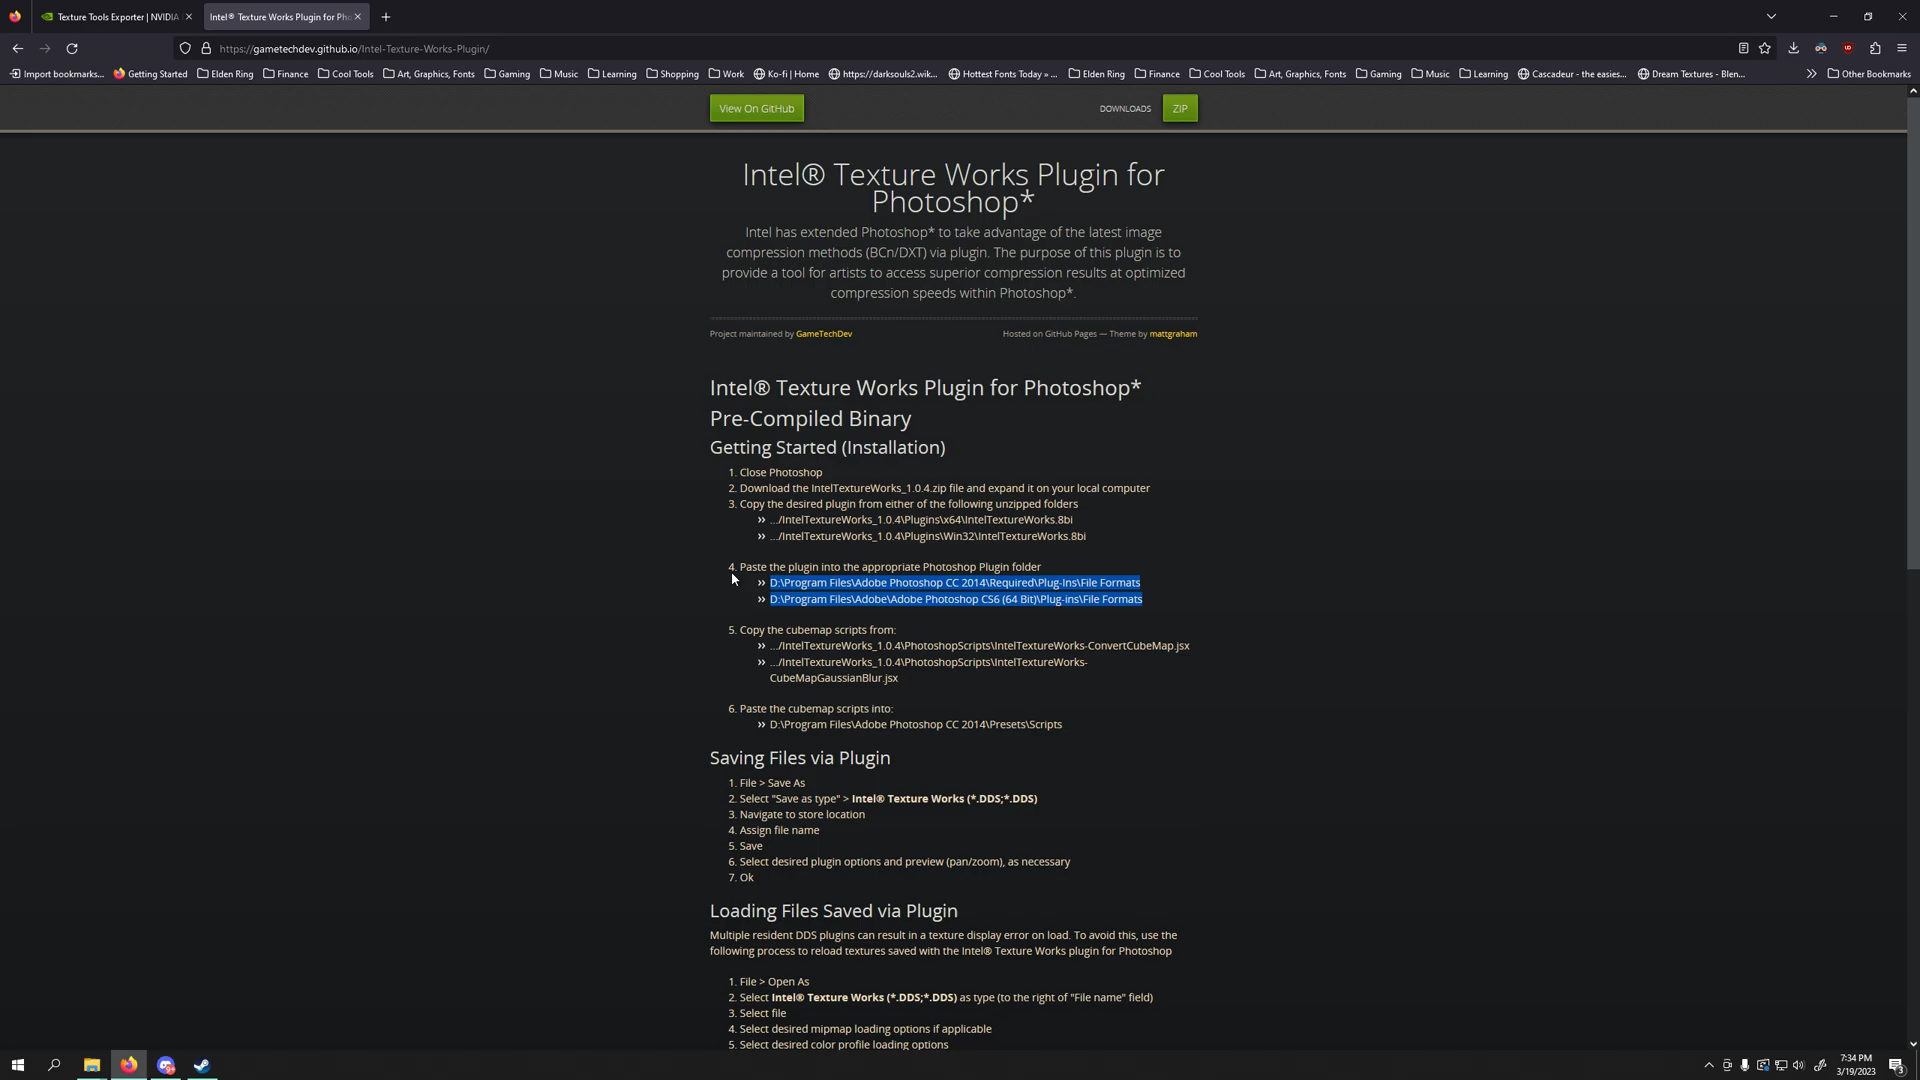 Texture Tools Exporter | NVIDIA
Intel® Texture Works Plugin for Pho
https://gametechdev.github.io/Intel-Texture-Works-Plugin/
Import bookmarks... Getting Started Elden Ring Finance Cool Tools Art, Graphics, Fonts Gaming Music Learning Shopping Work Ko-fi | Home https://darksouls2.wik... Hottest Fonts Today » ... Elden Ring Finance Cool Tools Art, Graphics, Fonts Gaming Music Learning Cascadeur - the easies... Dream Textures - Blen... Other Bookmarks
View On GitHub DOWNLOADS ZIP
Intel® Texture Works Plugin for
Photoshop*
Intel has extended Photoshop* to take advantage of the latest image
compression methods (BCn/DXT) via plugin. The purpose of this plugin is to
provide a tool for artists to access superior compression results at optimized
compression speeds within Photoshop*.
Project maintained by GameTechDev Hosted on GitHub Pages — Theme by mattgraham
Intel® Texture Works Plugin for Photoshop*
Pre-Compiled Binary
Getting Started (Installation)
1. Close Photoshop
2. Download the IntelTextureWorks_1.0.4.zip file and expand it on your local computer
3. Copy the desired plugin from either of the following unzipped folders
» .../IntelTextureWorks_1.0.4\Plugins\x64\IntelTextureWorks.8bi
» .../IntelTextureWorks_1.0.4\Plugins\Win32\IntelTextureWorks.8bi
4. Paste the plugin into the appropriate Photoshop Plugin folder
» D:\Program Files\Adobe Photoshop CC 2014\Required\Plug-Ins\File Formats
» D:\Program Files\Adobe\Adobe Photoshop CS6 (64 Bit)\Plug-ins\File Formats
5. Copy the cubemap scripts from:
» .../IntelTextureWorks_1.0.4\PhotoshopScripts\IntelTextureWorks-ConvertCubeMap.jsx
» .../IntelTextureWorks_1.0.4\PhotoshopScripts\IntelTextureWorks-
CubeMapGaussianBlur.jsx
6. Paste the cubemap scripts into:
» D:\Program Files\Adobe Photoshop CC 2014\Presets\Scripts
Saving Files via Plugin
1. File > Save As
2. Select "Save as type" > Intel® Texture Works (*.DDS;*.DDS)
3. Navigate to store location
4. Assign file name
5. Save
6. Select desired plugin options and preview (pan/zoom), as necessary
7. Ok
Loading Files Saved via Plugin
Multiple resident DDS plugins can result in a texture display error on load. To avoid this, use the
following process to reload textures saved with the Intel® Texture Works plugin for Photoshop
1. File > Open As
2. Select Intel® Texture Works (*.DDS;*.DDS) as type (to the right of "File name" field)
3. Select file
4. Select desired mipmap loading options if applicable
5. Select desired color profile loading options
7:34 PM
3/19/2023